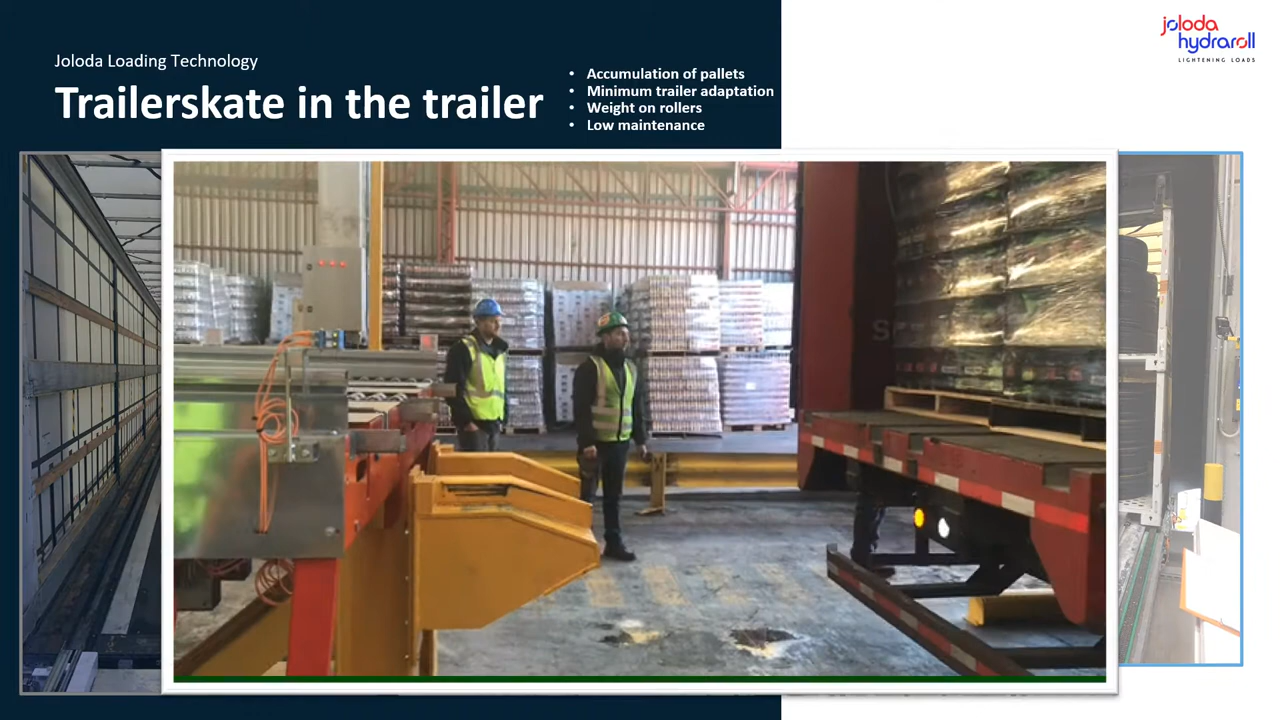 Joloda Loading Technology
Trailerskate in the trailer
• Accumulation of pallets
• Minimum trailer adaptation
• Weight on rollers
• Low maintenance
joloda
hydraroll
LIGHTENING LOADS